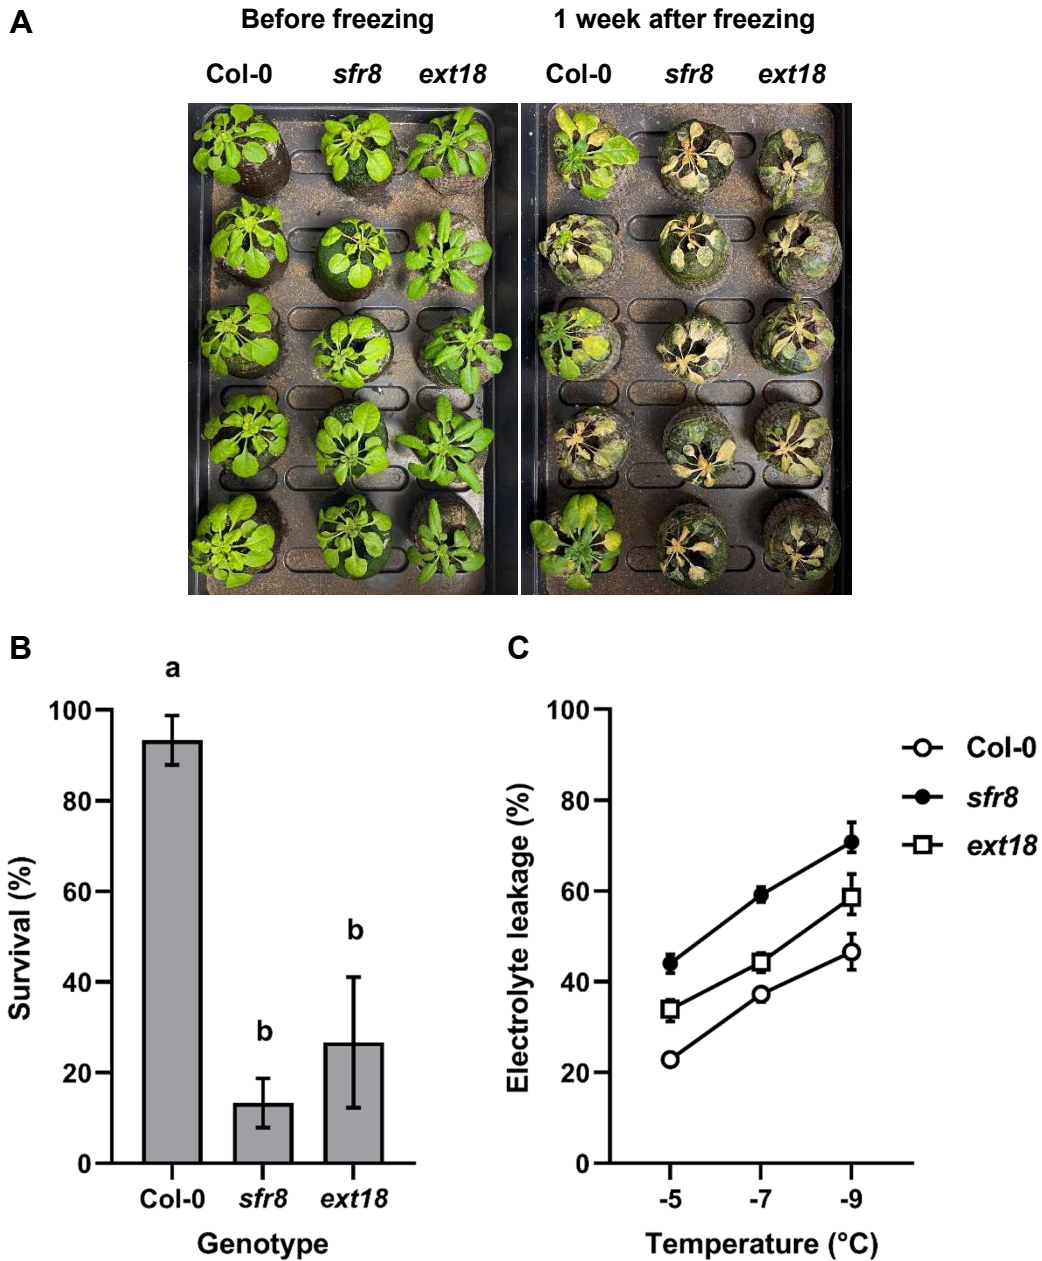 A
Before freezing
1 week after freezing
Col-0 sfr8 ext18
Col-0 sfr8 ext18
B
a
b
b
100
80
60
40
20
0
Survival (%)
Col-0 sfr8 ext18
Genotype
C
100
80
60
40
20
0
Electrolyte leakage (%)
-5 -7 -9
Temperature (°C)
Col-0
sfr8
ext18